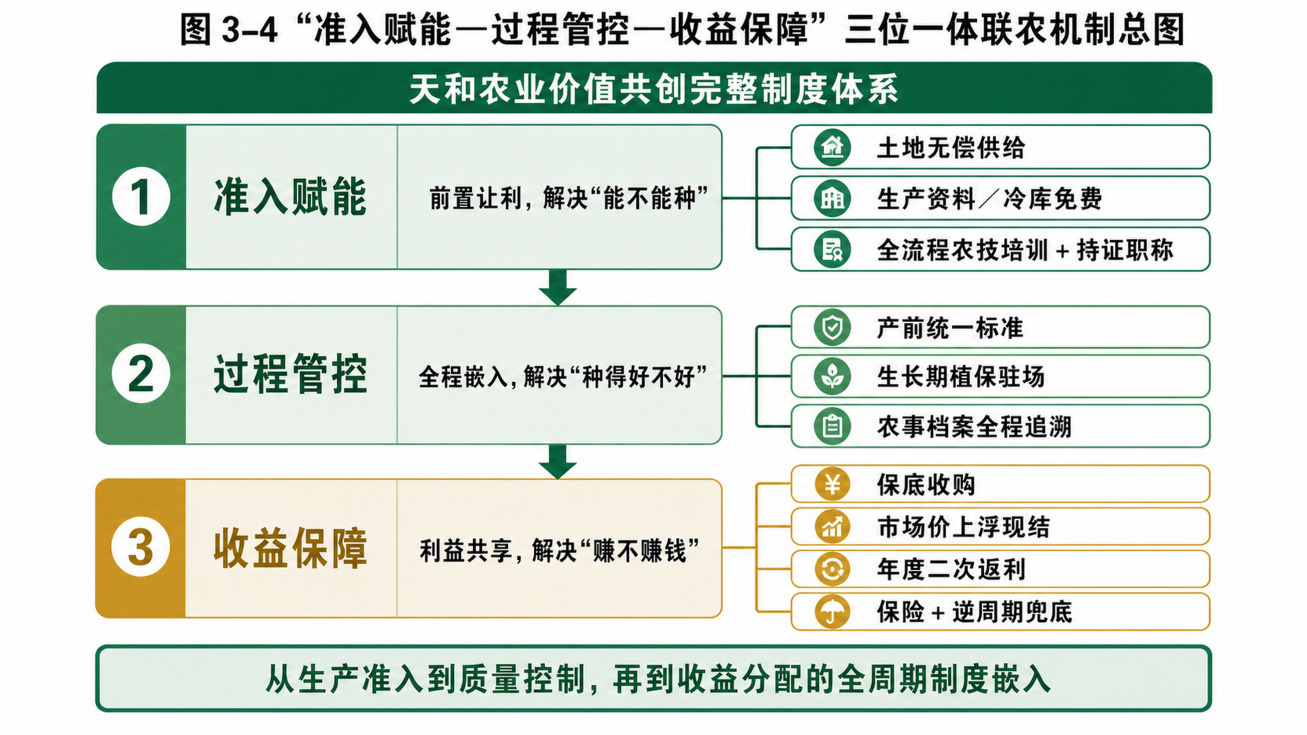 图 3–4 “准入赋能—过程管控—收益保障” 三位一体联农机制总图
天和农业价值共创完整制度体系
1
准入赋能
前置让利，解决“能不能种”
土地无偿供给
生产资料／冷库免费
全流程农技培训 + 持证职称
2
过程管控
全程嵌入，解决“种得好不好”
产前统一标准
生长期植保驻场
农事档案全程追溯
3
收益保障
利益共享，解决“赚不赚钱”
¥
保底收购
市场价上浮现结
年度二次返利
保险 + 逆周期兜底
从生产准入到质量控制，再到收益分配的全周期制度嵌入